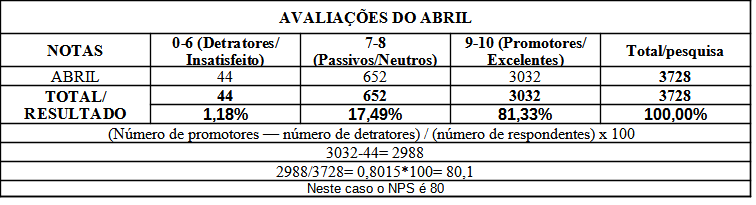 AVALIAÇÕES DO ABRIL
NOTAS 0-6 (Detratores/ Insatisfeito) 7-8 (Passivos/Neutros) 9-10 (Promotores/ Excelentes) Total/pesquisa
ABRIL 44 652 3032 3728
TOTAL/ 44 652 3032 3728
RESULTADO 1,18% 17,49% 81,33% 100,00%
(Número de promotores — número de detratores) / (número de respondentes) x 100
3032-44= 2988
2988/3728= 0,8015*100= 80,1
Neste caso o NPS é 80